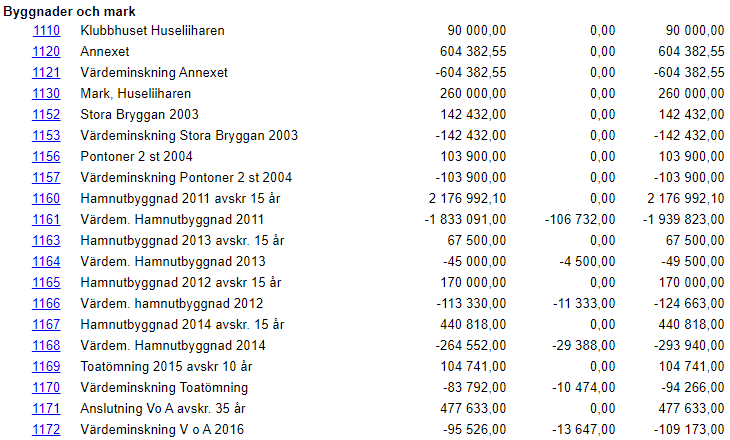 Byggnader och mark
1110 Klubbhuset Huseliiharen 90 000,00 0,00 90 000,00
1120 Annexet 604 382,55 0,00 604 382,55
1121 Värdeminskning Annexet -604 382,55 0,00 -604 382,55
1130 Mark, Huseliiharen 260 000,00 0,00 260 000,00
1152 Stora Bryggan 2003 142 432,00 0,00 142 432,00
1153 Värdeminskning Stora Bryggan 2003 -142 432,00 0,00 -142 432,00
1156 Pontoner 2 st 2004 103 900,00 0,00 103 900,00
1157 Värdeminskning Pontoner 2 st 2004 -103 900,00 0,00 -103 900,00
1160 Hamnutbyggnad 2011 avskr 15 år 2 176 992,10 0,00 2 176 992,10
1161 Värdem. Hamnutbyggnad 2011 -1 833 091,00 -106 732,00 -1 939 823,00
1163 Hamnutbyggnad 2013 avskr. 15 år 67 500,00 0,00 67 500,00
1164 Värdem. Hamnutbyggnad 2013 -45 000,00 -4 500,00 -49 500,00
1165 Hamnutbyggnad 2012 avskr 15 år 170 000,00 0,00 170 000,00
1166 Värdem. hamnutbyggnad 2012 -113 330,00 -11 333,00 -124 663,00
1167 Hamnutbyggnad 2014 avskr. 15 år 440 818,00 0,00 440 818,00
1168 Värdem. Hamnutbyggnad 2014 -264 552,00 -29 388,00 -293 940,00
1169 Toatömning 2015 avskr 10 år 104 741,00 0,00 104 741,00
1170 Värdeminskning Toatömning -83 792,00 -10 474,00 -94 266,00
1171 Anslutning Vo A avskr. 35 år 477 633,00 0,00 477 633,00
1172 Värdeminskning V o A 2016 -95 526,00 -13 647,00 -109 173,00